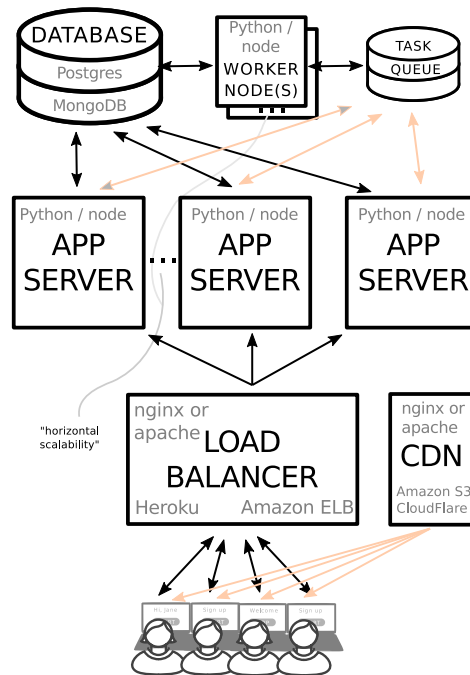 DATABASE
Postgres
MongoDB
Python /
node
WORKER
NODE(S)
TASK
QUEUE
Python / node
APP
SERVER
Python / node
APP
SERVER
Python / node
APP
SERVER
"horizontal
scalability"
nginx or
apache
LOAD
BALANCER
Heroku
Amazon ELB
nginx or
apache
CDN
Amazon S3
CloudFlare
Hi, Jane
Sign up
Welcome
Sign up